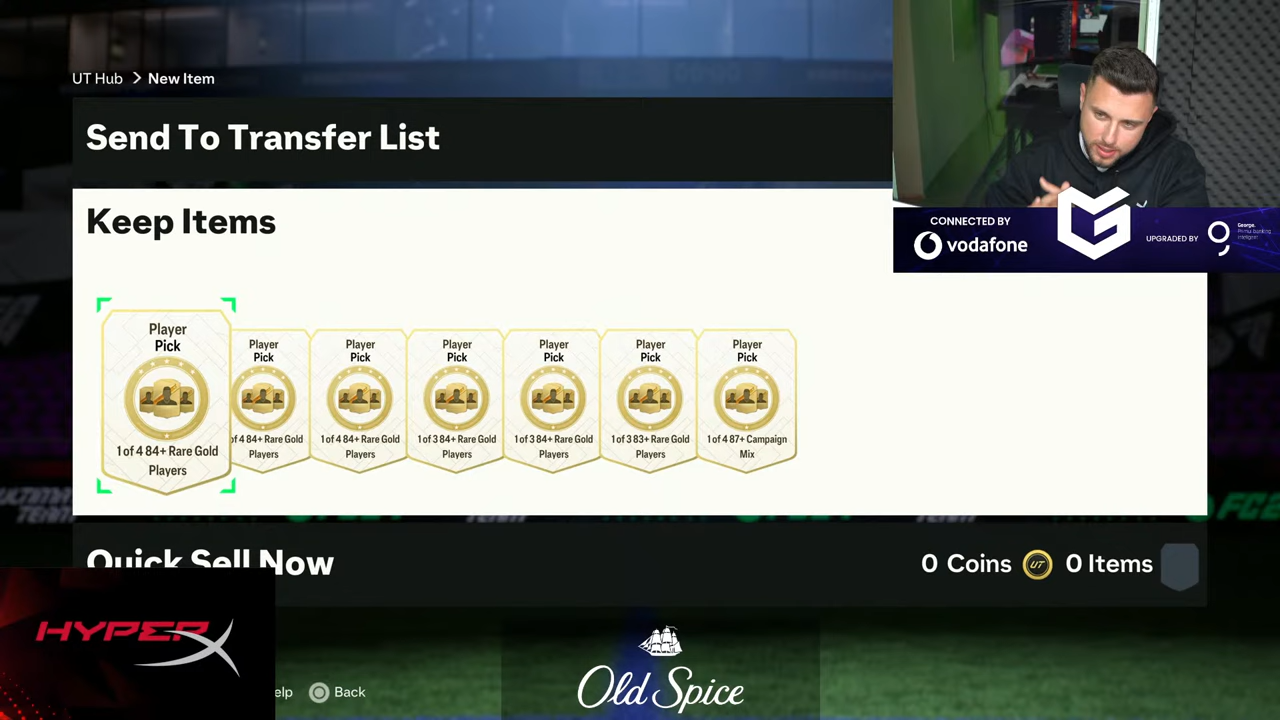 UT Hub > New Item
Send To Transfer List
Keep Items
CONNECTED BY
vodafone
UPGRADED BY
George.
Player
Pick
1 of 4 84+ Rare Gold
Players
Player
Pick
of 4 84+ Rare Gold
Players
Player
Pick
1 of 4 84+ Rare Gold
Players
Player
Pick
1 of 3 84+ Rare Gold
Players
Player
Pick
1 of 3 84+ Rare Gold
Players
Player
Pick
1 of 3 83+ Rare Gold
Players
Player
Pick
1 of 4 87+ Campaign
Mix
Quick Sell Now
0 Coins UT 0 Items
HYPERX
elp
Back
Old Spice